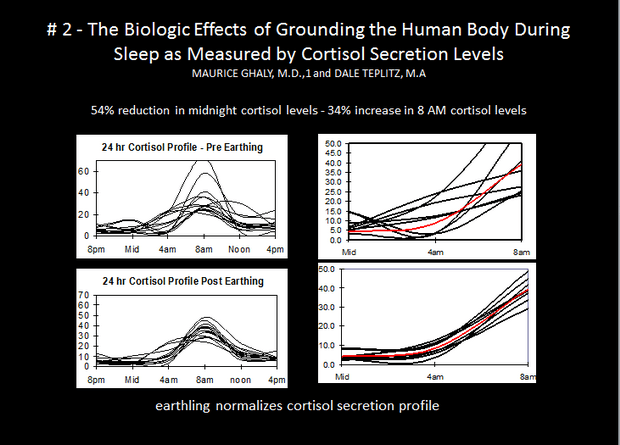 # 2 - The Biologic Effects of Grounding the Human Body During
Sleep as Measured by Cortisol Secretion Levels
MAURICE GHALY, M.D.,1and DALE TEPLITZ, M.A
54% reduction in midnight cortisol levels - 34% increase in 8 AM cortisol levels
24 hr Cortisol Profile - Pre Earthing
60
40
20
0
8pm Mid 4am 8am Noon 4pm
50.0
45.0
40.0
35.0
30.0
25.0
20.0
15.0
10.0
5.0
0.0
Mid 4am 8am
24 hr Cortisol Profile Post Earthing
70
60
50
40
30
20
10
0
8pm Mid 4am 8am noon 4pm
50.0
40.0
30.0
20.0
10.0
0.0
Mid 4am 8am
earthling normalizes cortisol secretion profile